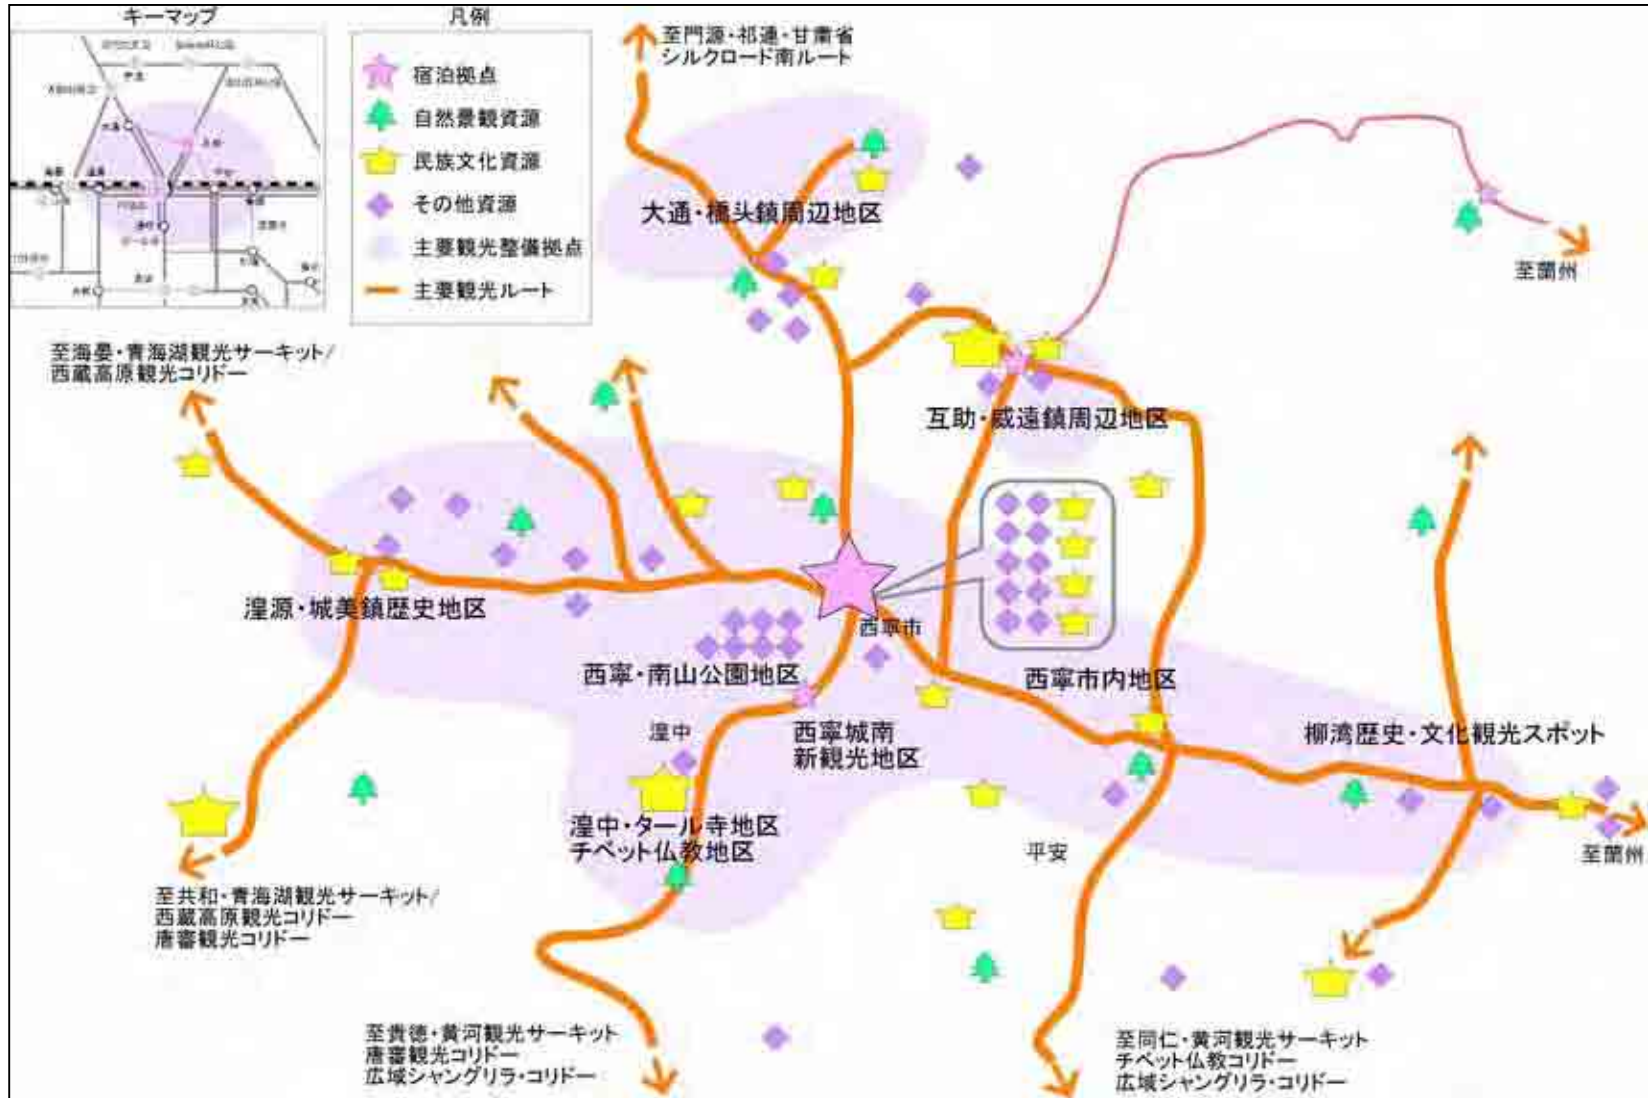 キーマップ
凡例
宿泊拠点
自然景観資源
民族文化資源
その他資源
主要観光整備拠点
主要観光ルート
至門源・祁連・甘粛省
シルクロード南ルート
大通・橋头鎮周辺地区
至蘭州
至海晏・青海湖観光サーキット/
西蔵高原観光コリドー
互助・威遠鎮周辺地区
湟源・城美鎮歴史地区
西寧市
西寧・南山公園地区
西寧市内地区
湟中
西寧城南
新観光地区
柳湾歴史・文化観光スポット
湟中・タール寺地区
チベット仏教地区
平安
至蘭州
至共和・青海湖観光サーキット/
西蔵高原観光コリドー
唐審観光コリドー
至貴徳・黄河観光サーキット
唐審観光コリドー
広域シャングリラ・コリドー
至同仁・黄河観光サーキット
チベット仏教コリドー
広域シャングリラ・コリドー